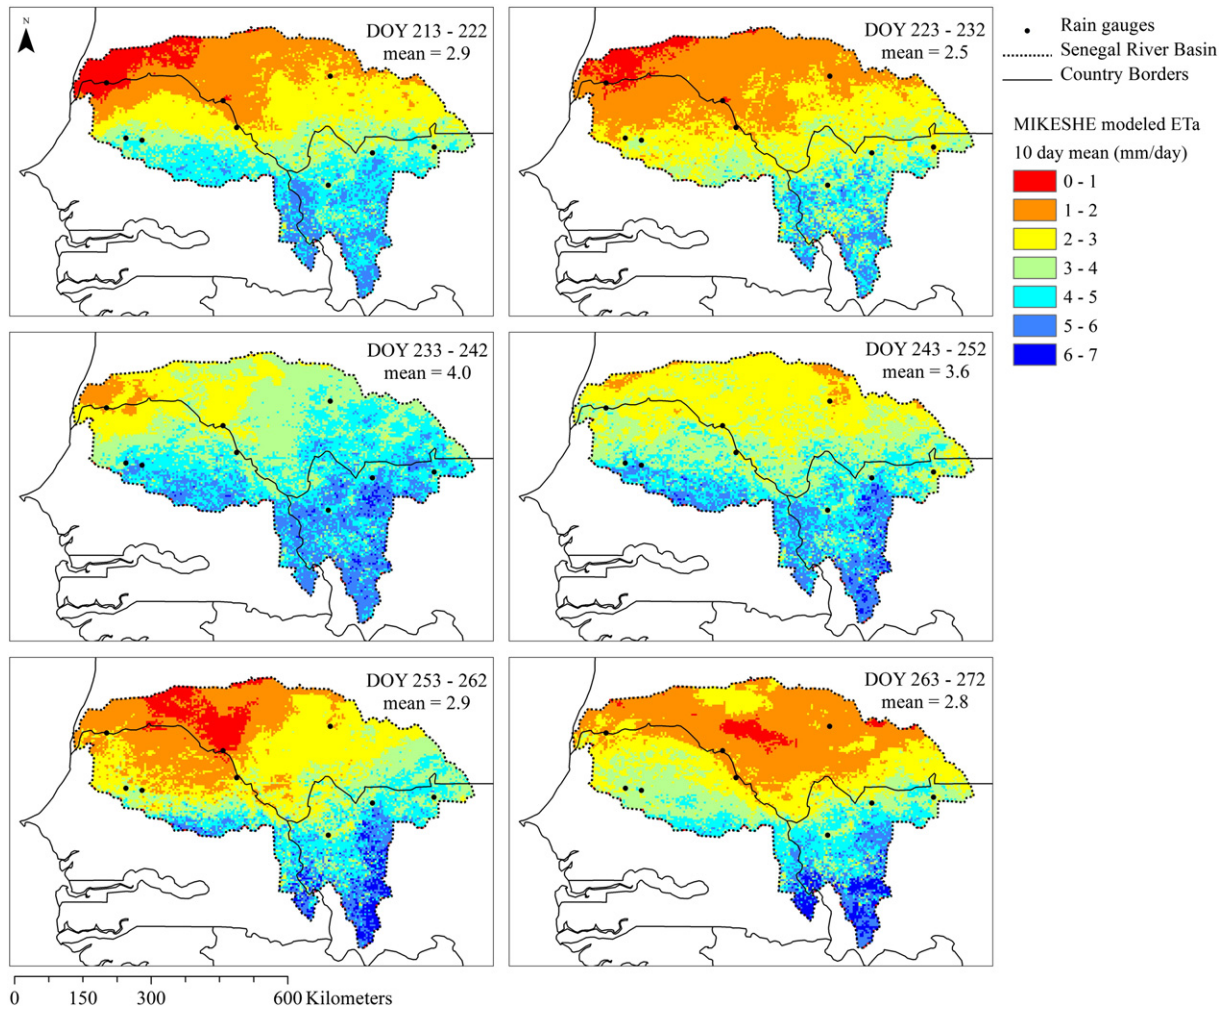 N
DOY 213 - 222
mean = 2.9
DOY 223 - 232
mean = 2.5
Rain gauges
Senegal River Basin
Country Borders
MIKESHE modeled ETa
10 day mean (mm/day)
0 - 1
1 - 2
2 - 3
3 - 4
4 - 5
5 - 6
6 - 7
DOY 233 - 242
mean = 4.0
DOY 243 - 252
mean = 3.6
DOY 253 - 262
mean = 2.9
DOY 263 - 272
mean = 2.8
0 150 300 600 Kilometers